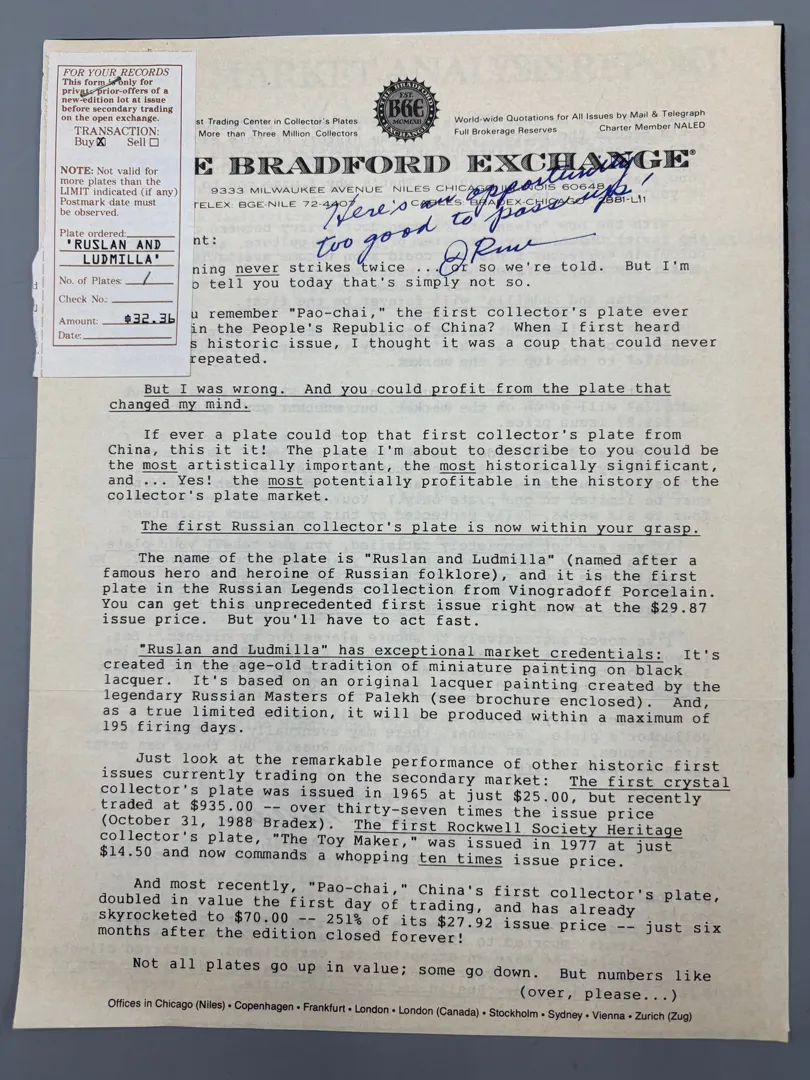 FOR YOUR RECORDS
This form is only for
private prior-offers of a
new-edition lot at issue
before secondary trading
on the open exchange.
TRANSACTION:
Buy ☒ Sell ☐
NOTE: Not valid for
more plates than the
LIMIT indicated (if any)
Postmark date must
be observed.
Plate ordered:
'RUSLAN AND
LUDMILLA'
No. of Plates: 1
Check No.:
Amount: $32.36
Date:
THE BRADFORD EXCHANGE
EST.
BGE
MCMLXII
st Trading Center in Collector's Plates
More than Three Million Collectors
World-wide Quotations for All Issues by Mail & Telegraph
Full Brokerage Reserves Charter Member NALED
E BRADFORD EXCHANGE®
9333 MILWAUKEE AVENUE NILES CHICAGO, ILLINOIS 60648
TELEX: BGE-NILE 72-4407 CABLES: BRADEX-CHICAGO 2881-L11
Here's an opportunity
too good to pass up!
nt:
ning never strikes twice ... or so we're told. But I'm
o tell you today that's simply not so.
u remember "Pao-chai," the first collector's plate ever
in the People's Republic of China? When I first heard
s historic issue, I thought it was a coup that could never
repeated.
But I was wrong. And you could profit from the plate that
changed my mind.
If ever a plate could top that first collector's plate from
China, this it it! The plate I'm about to describe to you could be
the most artistically important, the most historically significant,
and ... Yes! the most potentially profitable in the history of the
collector's plate market.
The first Russian collector's plate is now within your grasp.
The name of the plate is "Ruslan and Ludmilla" (named after a
famous hero and heroine of Russian folklore), and it is the first
plate in the Russian Legends collection from Vinogradoff Porcelain.
You can get this unprecedented first issue right now at the $29.87
issue price. But you'll have to act fast.
"Ruslan and Ludmilla" has exceptional market credentials: It's
created in the age-old tradition of miniature painting on black
lacquer. It's based on an original lacquer painting created by the
legendary Russian Masters of Palekh (see brochure enclosed). And,
as a true limited edition, it will be produced within a maximum of
195 firing days.
Just look at the remarkable performance of other historic first
issues currently trading on the secondary market: The first crystal
collector's plate was issued in 1965 at just $25.00, but recently
traded at $935.00 -- over thirty-seven times the issue price
(October 31, 1988 Bradex). The first Rockwell Society Heritage
collector's plate, "The Toy Maker," was issued in 1977 at just
$14.50 and now commands a whopping ten times issue price.
And most recently, "Pao-chai," China's first collector's plate,
doubled in value the first day of trading, and has already
skyrocketed to $70.00 -- 251% of its $27.92 issue price -- just six
months after the edition closed forever!
Not all plates go up in value; some go down. But numbers like
(over, please...)
Offices in Chicago (Niles) • Copenhagen • Frankfurt • London • London (Canada) • Stockholm • Sydney • Vienna • Zurich (Zug)